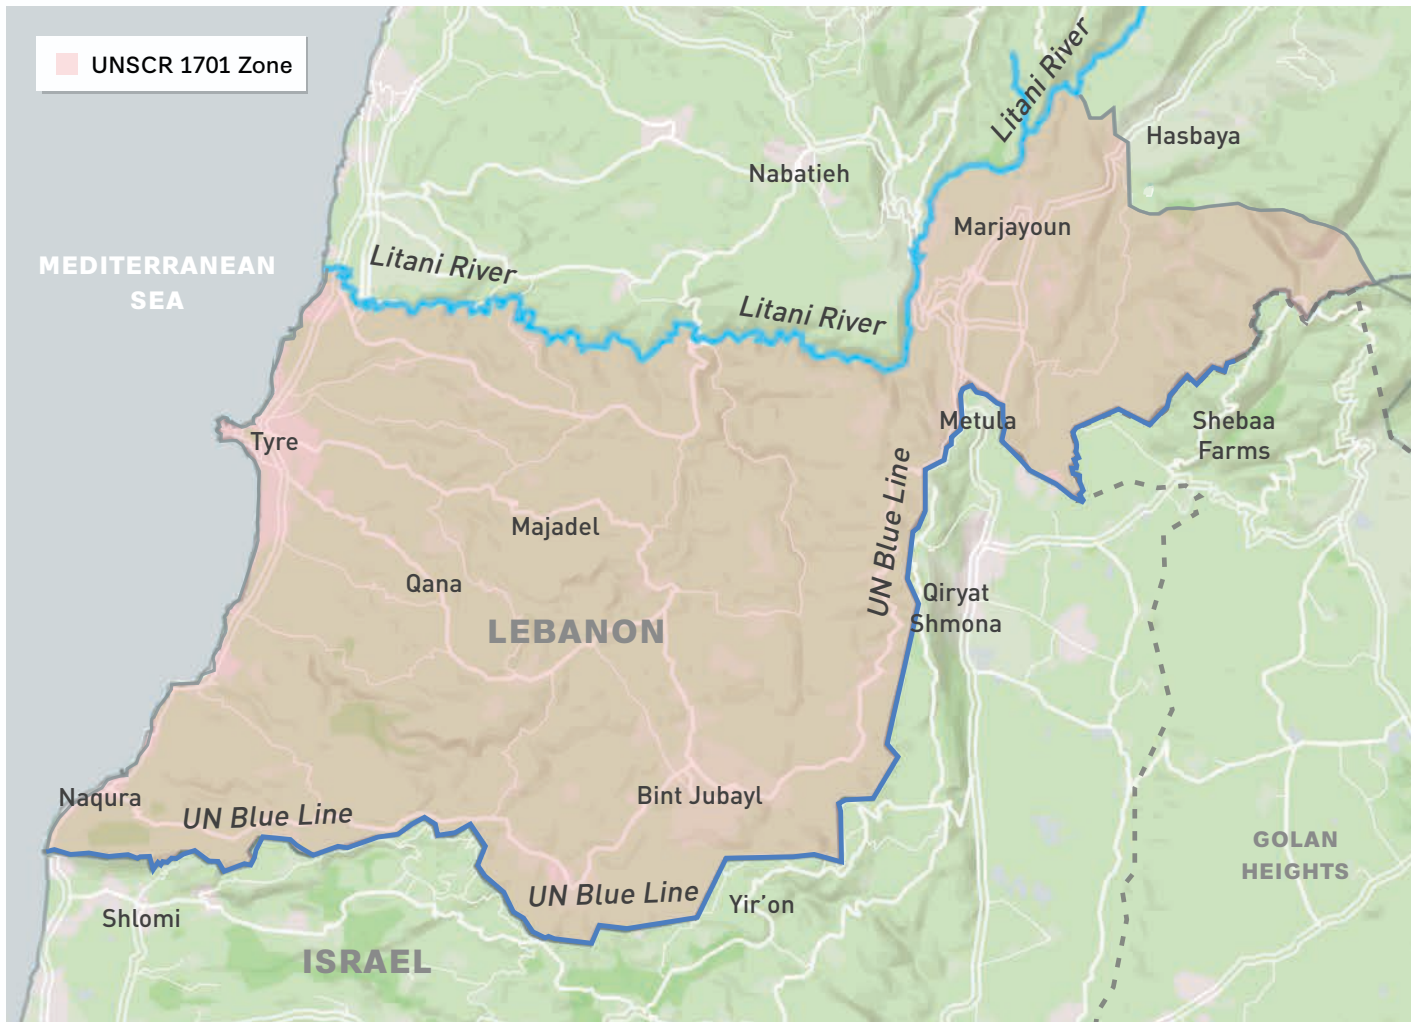 UNSCR 1701 Zone
Litani River
Hasbaya
Nabatieh
Marjayoun
MEDITERRANEAN
SEA
Litani River
Litani River
Metula
Shebaa
Farms
Tyre
UN Blue Line
Majadel
Qana
Qiryat
Shmona
LEBANON
Naqura
UN Blue Line
Bint Jubayl
GOLAN
HEIGHTS
UN Blue Line
Yir’on
Shlomi
ISRAEL